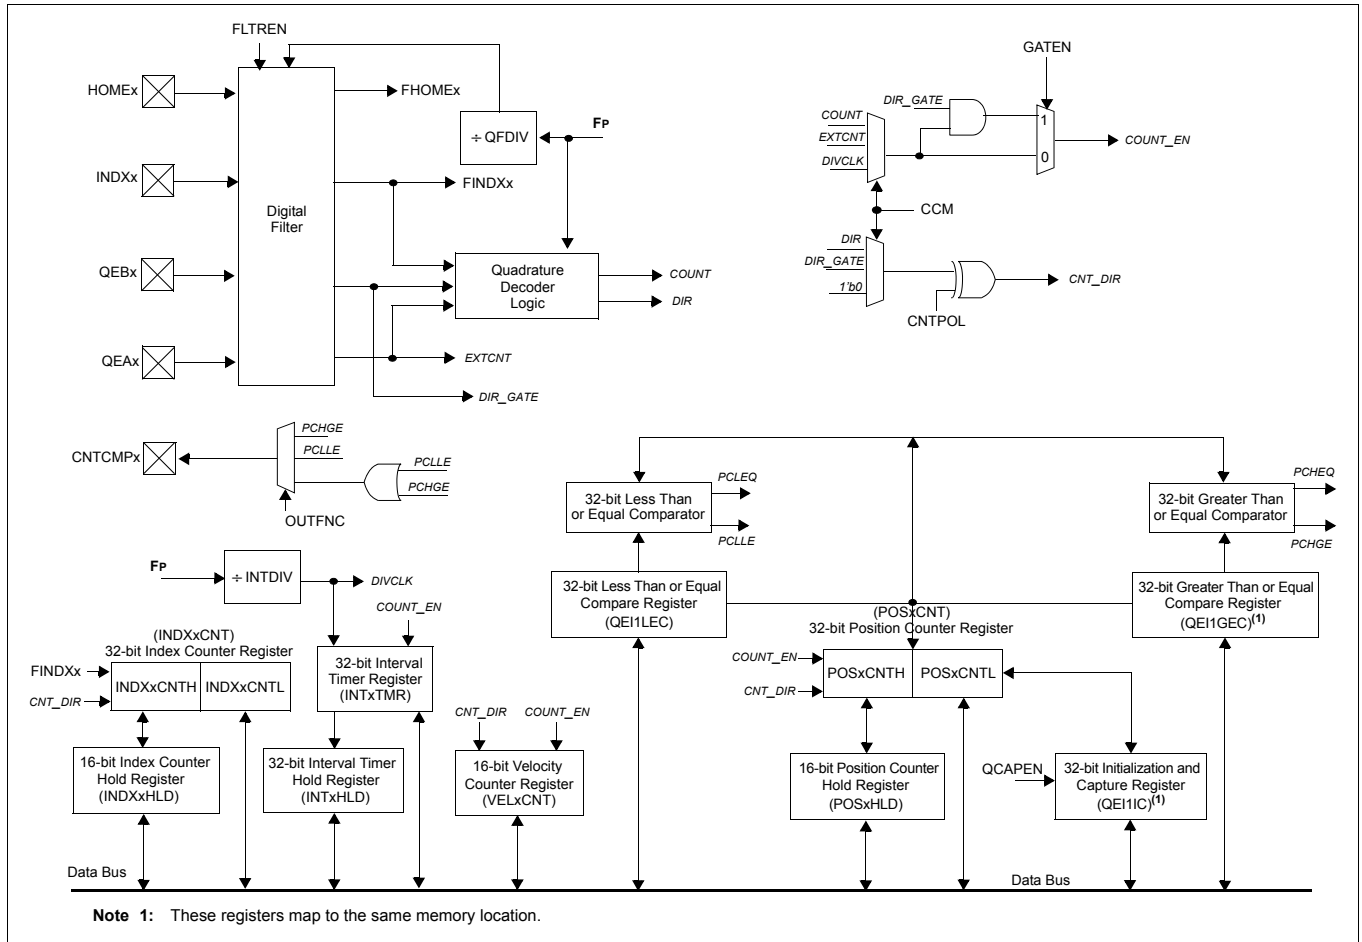 FLTREN
HOMEx
FHOMEx
÷ QFDIV
FP
INDXx
FINDXx
Digital
Filter
QEBx
Quadrature
Decoder
Logic
COUNT
DIR
QEAx
EXTCNT
DIR_GATE
GATEN
DIR_GATE
COUNT
EXTCNT
DIVCLK
1
0
COUNT_EN
CCM
DIR
DIR_GATE
1'b0
CNTPOL
CNT_DIR
CNTCMPx
PCHGE
PCLLE
PCLLE
PCHGE
OUTFNC
32-bit Less Than
or Equal Comparator
PCLEQ
PCLLE
32-bit Greater Than
or Equal Comparator
PCHEQ
PCHGE
FP
÷ INTDIV
DIVCLK
COUNT_EN
32-bit Less Than or Equal
Compare Register
(QEI1LEC)
32-bit Greater Than or Equal
Compare Register
(QEI1GEC)(1)
(POSxCNT)
32-bit Position Counter Register
(INDXxCNT)
32-bit Index Counter Register
FINDXx
CNT_DIR
INDXxCNTH
INDXxCNTL
32-bit Interval
Timer Register
(INTxTMR)
COUNT_EN
CNT_DIR
POSxCNTH
POSxCNTL
CNT_DIR
COUNT_EN
16-bit Index Counter
Hold Register
(INDXxHLD)
32-bit Interval Timer
Hold Register
(INTxHLD)
16-bit Velocity
Counter Register
(VELxCNT)
16-bit Position Counter
Hold Register
(POSxHLD)
QCAPEN
32-bit Initialization and
Capture Register
(QEI1IC)(1)
Data Bus
Data Bus
Note 1: These registers map to the same memory location.